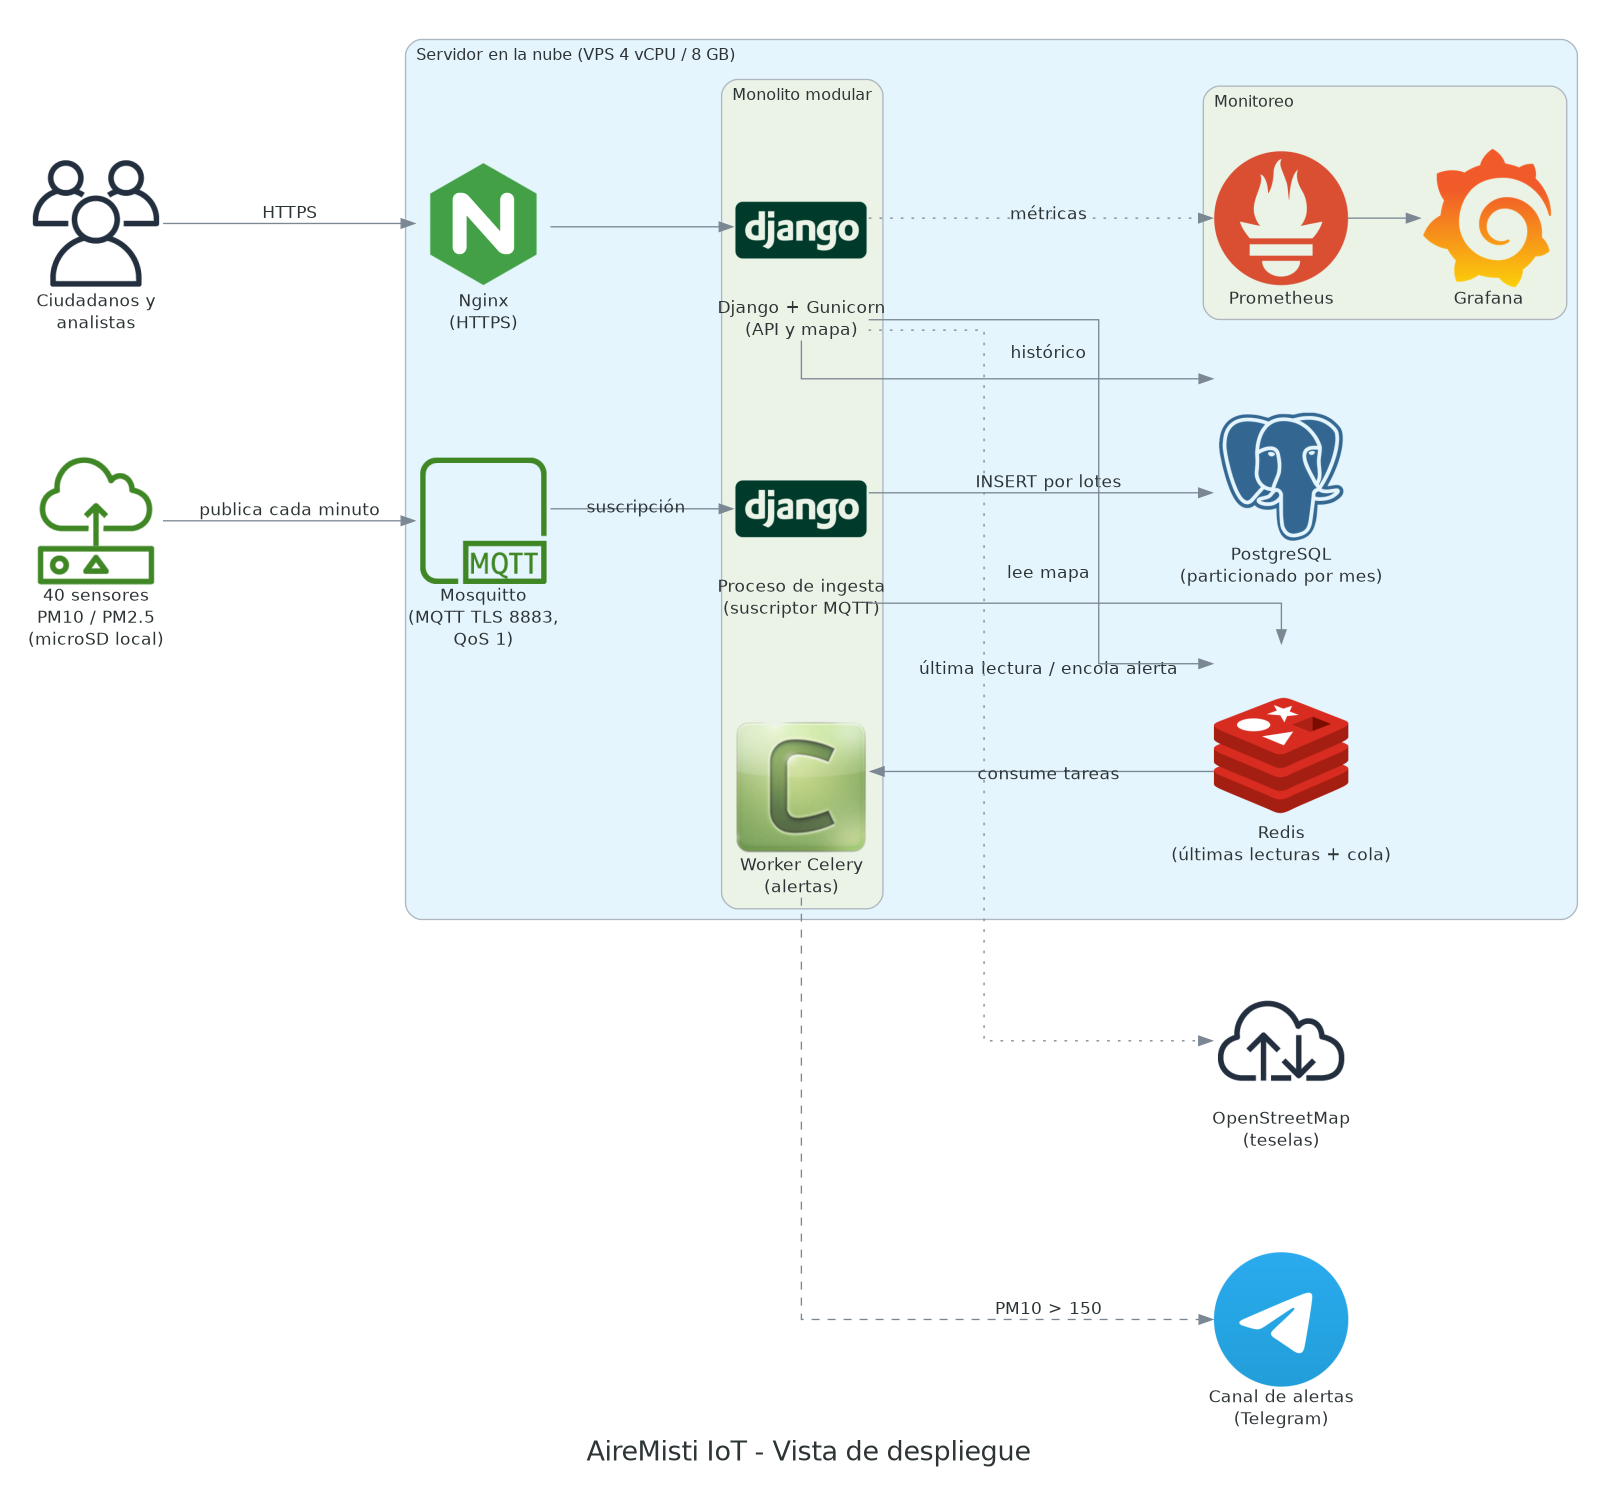 Servidor en la nube (VPS 4 vCPU / 8 GB)
Monolito modular
Monitoreo
Ciudadanos y
analistas
HTTPS
N
Nginx
(HTTPS)
django
Django + Gunicorn
(API y mapa)
métricas
Prometheus
Grafana
histórico
40 sensores
PM10 / PM2.5
(microSD local)
publica cada minuto
MQTT
Mosquitto
(MQTT TLS 8883,
QoS 1)
suscripción
django
Proceso de ingesta
(suscriptor MQTT)
INSERT por lotes
PostgreSQL
(particionado por mes)
lee mapa
última lectura / encola alerta
C
Worker Celery
(alertas)
consume tareas
Redis
(últimas lecturas + cola)
OpenStreetMap
(teselas)
PM10 > 150
Canal de alertas
(Telegram)
AireMisti IoT - Vista de despliegue